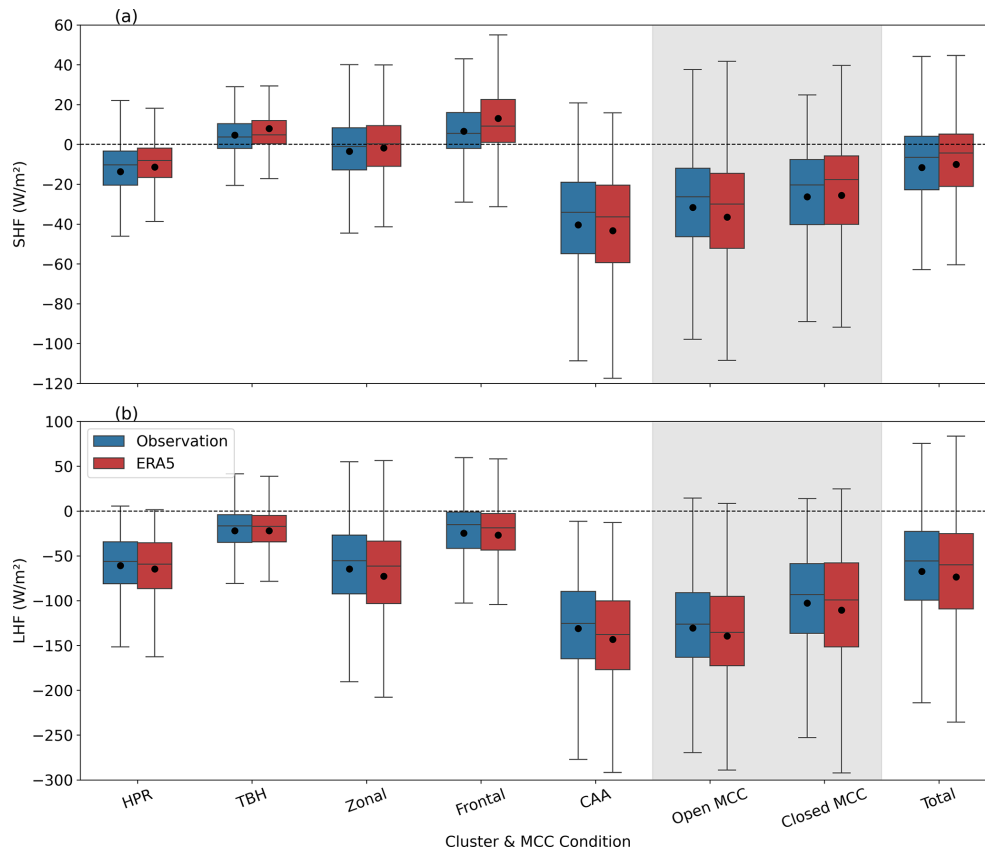 (a)
60
40
20
0
−20
−40
−60
−80
−100
−120
SHF (W/m²)
(b)
100
50
0
−50
−100
−150
−200
−250
−300
LHF (W/m²)
Observation
ERA5
HPR
TBH
Zonal
Frontal
CAA
Open MCC
Closed MCC
Total
Cluster & MCC Condition